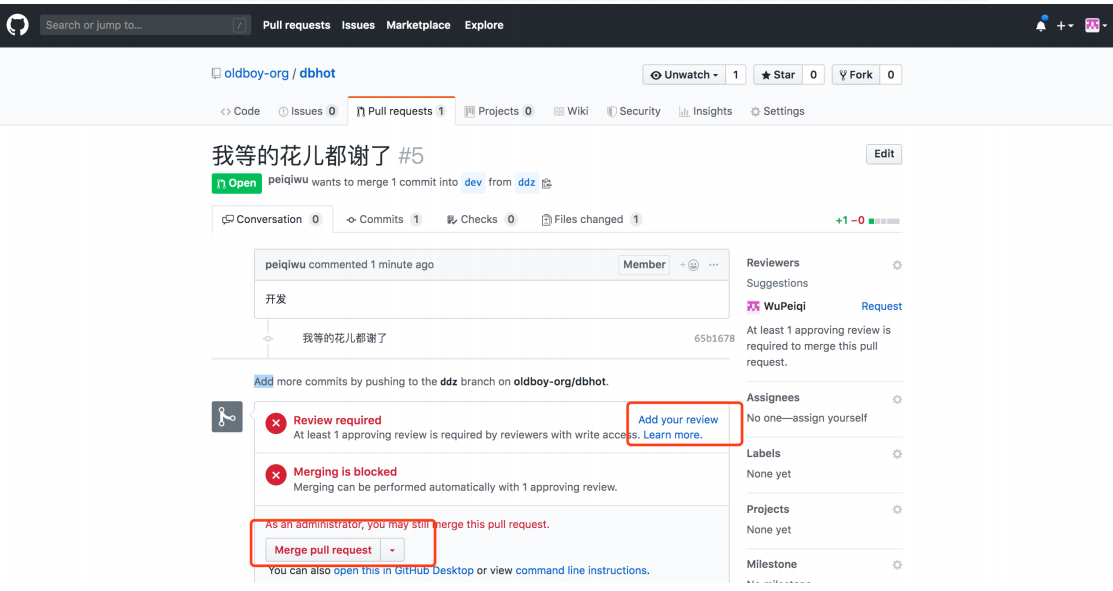 Search or jump to... / Pull requests Issues Marketplace Explore
oldboy-org / dbhot Unwatch 1 Star 0 Fork 0
Code Issues 0 Pull requests 1 Projects 0 Wiki Security Insights Settings
我等的花儿都谢了 #5 Edit
Open peiqiwu wants to merge 1 commit into dev from ddz
Conversation 0 Commits 1 Checks 0 Files changed 1 +1 −0
peiqiwu commented 1 minute ago Member
开发
我等的花儿都谢了 65b1678
Add more commits by pushing to the ddz branch on oldboy-org/dbhot.
Review required Add your review
At least 1 approving review is required by reviewers with write access. Learn more.
Merging is blocked
Merging can be performed automatically with 1 approving review.
As an administrator, you may still merge this pull request.
Merge pull request
You can also open this in GitHub Desktop or view command line instructions.
Reviewers
Suggestions
WuPeiqi Request
At least 1 approving review is
required to merge this pull
request.
Assignees
No one—assign yourself
Labels
None yet
Projects
None yet
Milestone